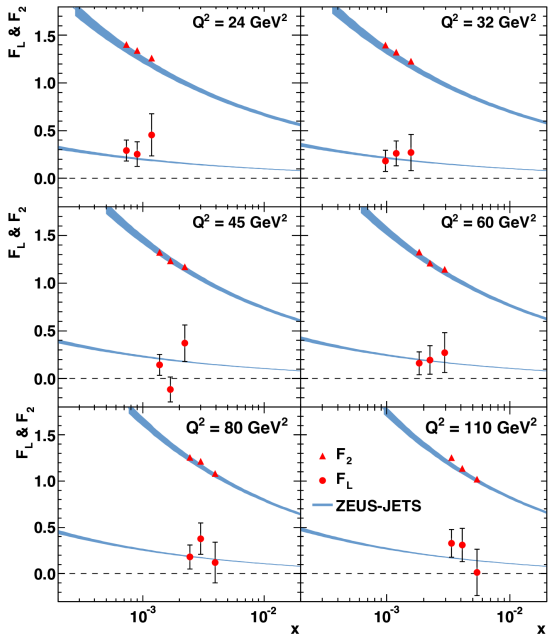 F_L & F_2
Q² = 24 GeV²
Q² = 32 GeV²
1.5
1.0
0.5
0.0
F_L & F_2
Q² = 45 GeV²
Q² = 60 GeV²
1.5
1.0
0.5
0.0
F_L & F_2
Q² = 80 GeV²
Q² = 110 GeV²
1.5
1.0
0.5
0.0
F_2
F_L
ZEUS-JETS
10⁻³ 10⁻² 10⁻³ 10⁻²
x x